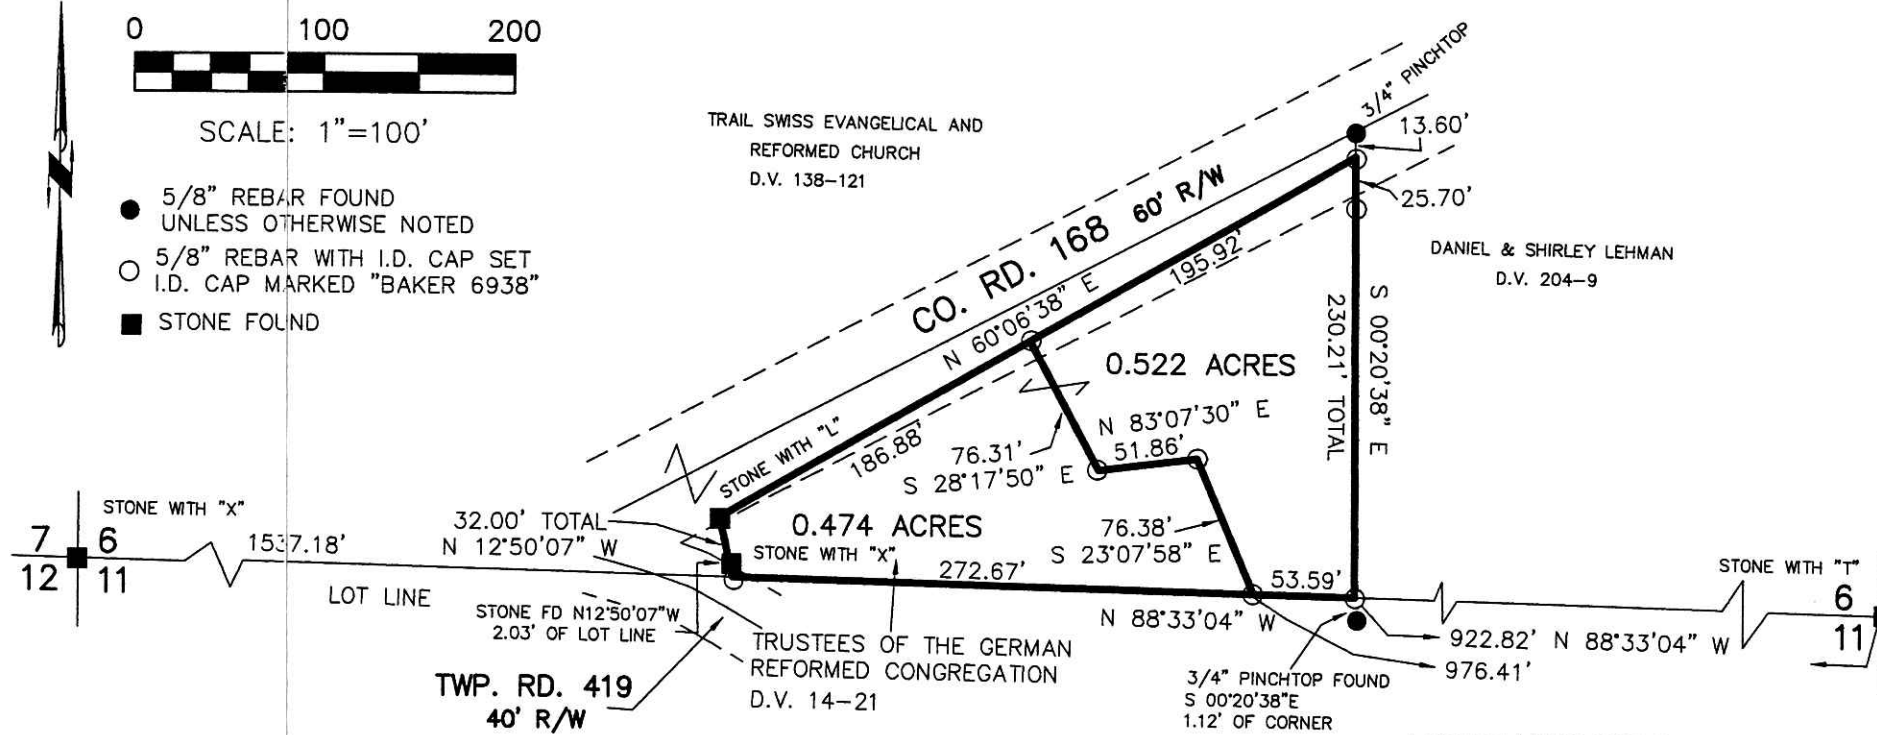 0 100 200
SCALE: 1"=100'
5/8" REBAR FOUND
UNLESS OTHERWISE NOTED
5/8" REBAR WITH I.D. CAP SET
I.D. CAP MARKED "BAKER 6938"
STONE FOUND
TRAIL SWISS EVANGELICAL AND
REFORMED CHURCH
D.V. 138-121
3/4" PINCHTOP
13.60'
25.70'
CO. RD. 168 60' R/W
N 60°06'38" E
195.92'
186.88'
DANIEL & SHIRLEY LEHMAN
D.V. 204-9
S 00°20'38" E
230.21' TOTAL
0.522 ACRES
N 83°07'30" E
51.86'
76.31'
S 28°17'50" E
STONE WITH "L"
0.474 ACRES
76.38'
S 23°07'58" E
32.00' TOTAL
N 12°50'07" W
STONE WITH "X"
STONE WITH "X"
7 6
12 11
1537.18'
LOT LINE
272.67'
53.59'
N 88°33'04" W
STONE WITH "T"
6
11
922.82' N 88°33'04" W
976.41'
STONE FD N12°50'07"W
2.03' OF LOT LINE
TRUSTEES OF THE GERMAN
REFORMED CONGREGATION
D.V. 14-21
TWP. RD. 419
40' R/W
3/4" PINCHTOP FOUND
S 00°20'38"E
1.12' OF CORNER